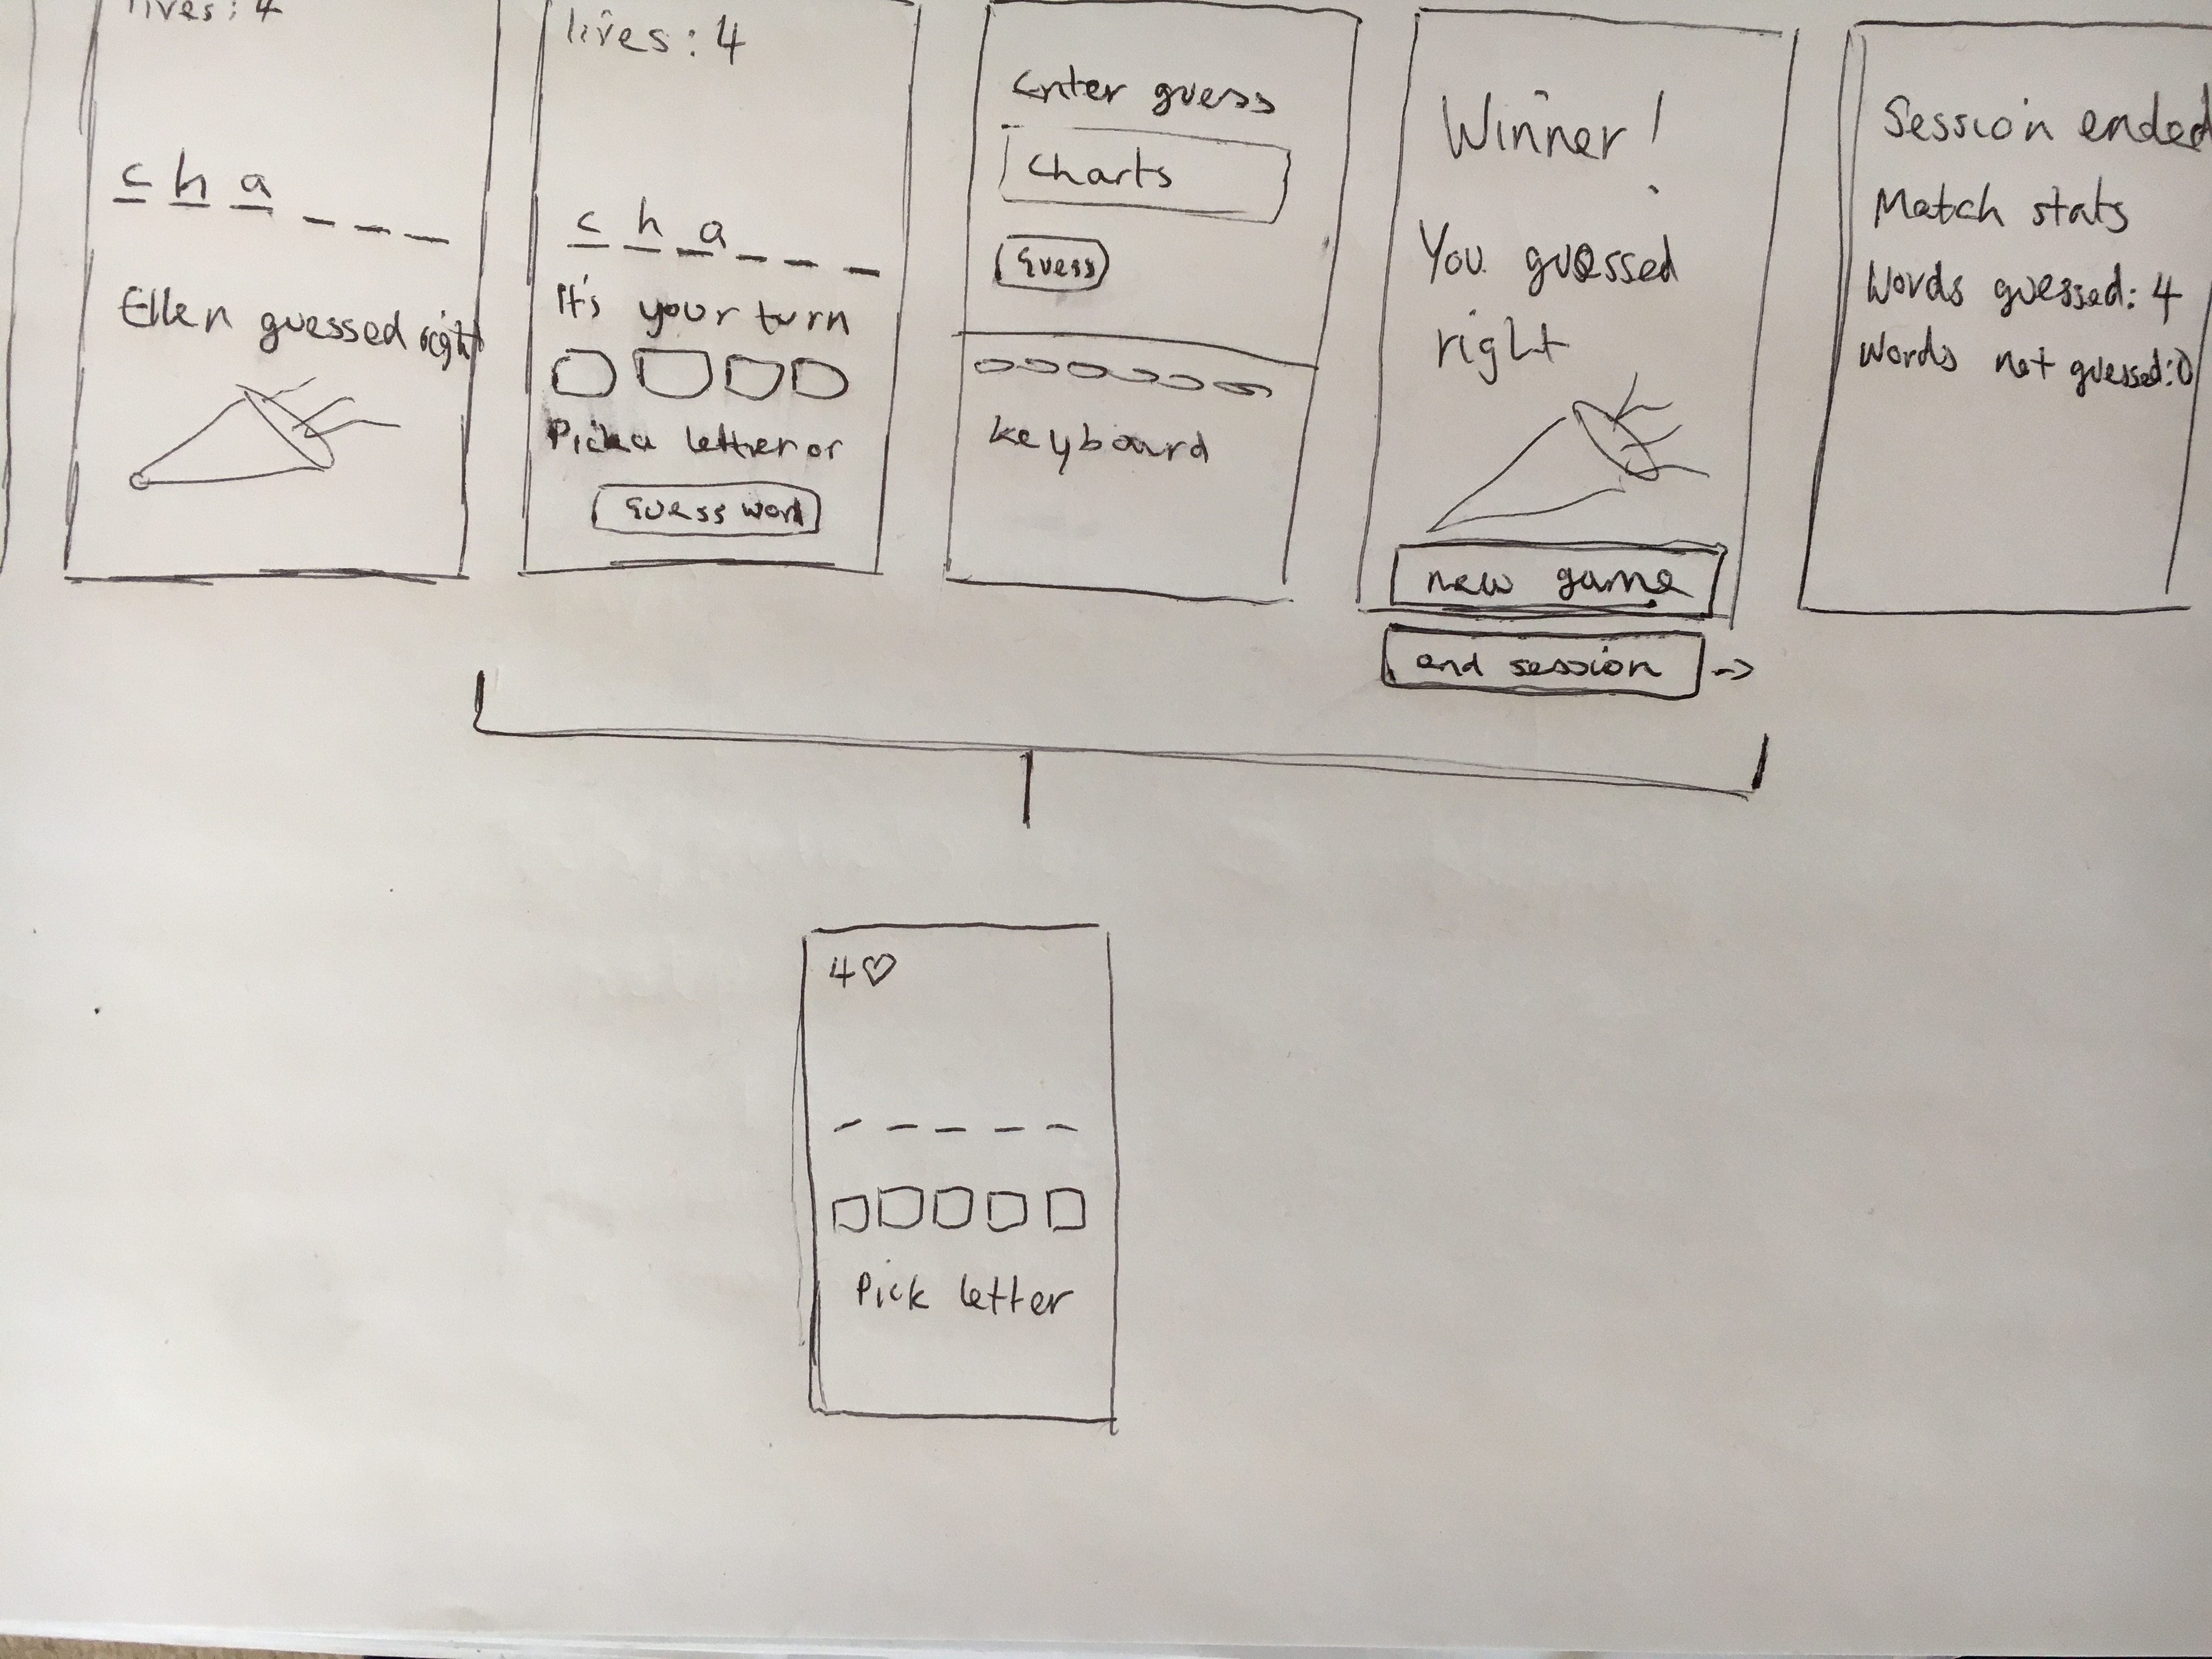 lives: 4
c h a _ _ _
Ellen guessed right
lives: 4
c h a _ _ _
It's your turn
Pick a letter or
Guess word
Enter guess
Charts
Guess
keyboard
Winner!
You guessed
right
new game
end session ->
Session ended
Match stats
Words guessed: 4
Words not guessed: 0
4♡
_ _ _ _ _
Pick letter